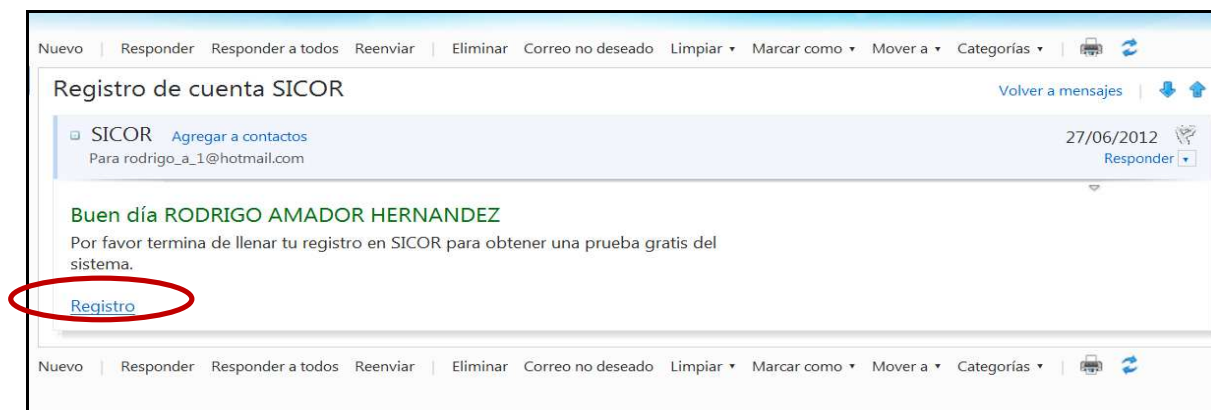 Nuevo | Responder Responder a todos Reenviar | Eliminar Correo no deseado Limpiar Marcar como Mover a Categorías |
Registro de cuenta SICOR Volver a mensajes |
SICOR Agregar a contactos 27/06/2012
Para rodrigo_a_1@hotmail.com Responder
Buen día RODRIGO AMADOR HERNANDEZ
Por favor termina de llenar tu registro en SICOR para obtener una prueba gratis del
sistema.
Registro
Nuevo | Responder Responder a todos Reenviar | Eliminar Correo no deseado Limpiar Marcar como Mover a Categorías |